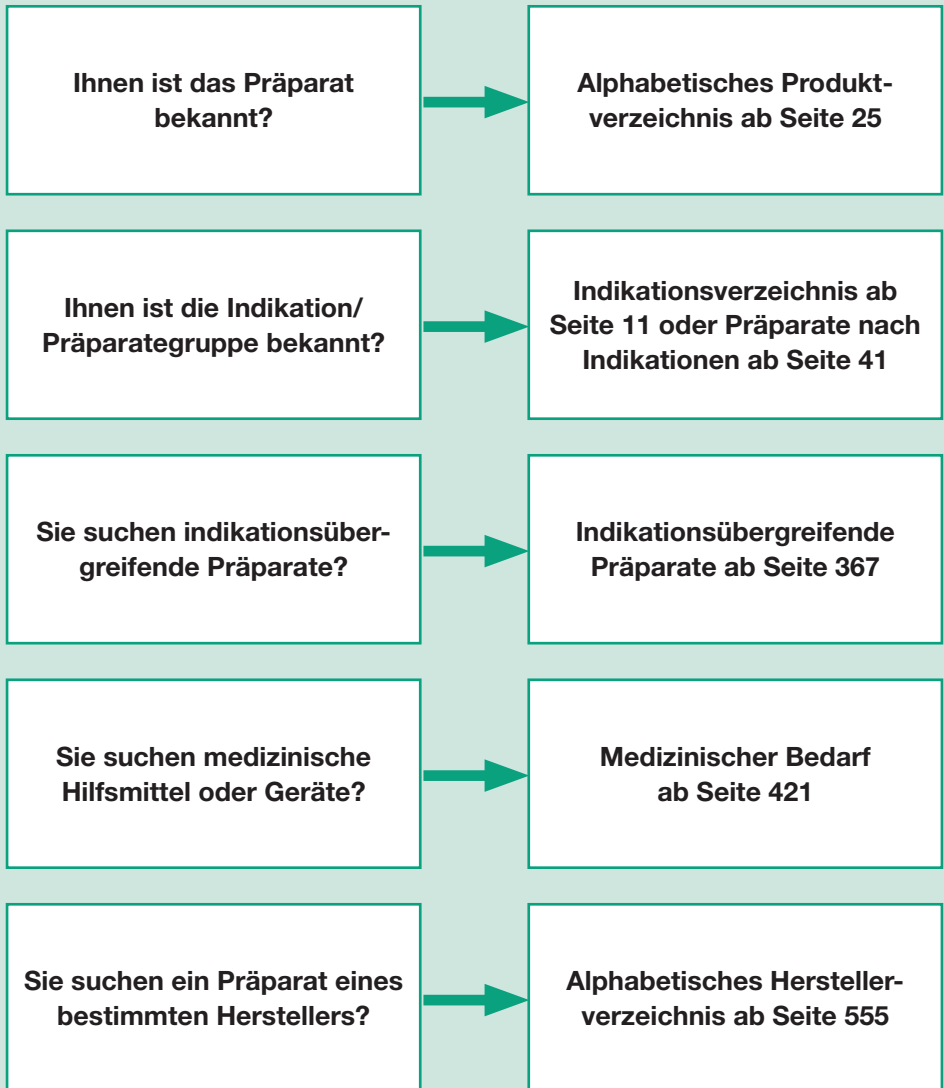 Ihnen ist das Präparat
bekannt?
Alphabetisches Produkt-
verzeichnis ab Seite 25
Ihnen ist die Indikation/
Präparategruppe bekannt?
Indikationsverzeichnis ab
Seite 11 oder Präparate nach
Indikationen ab Seite 41
Sie suchen indikationsüber-
greifende Präparate?
Indikationsübergreifende
Präparate ab Seite 367
Sie suchen medizinische
Hilfsmittel oder Geräte?
Medizinischer Bedarf
ab Seite 421
Sie suchen ein Präparat eines
bestimmten Herstellers?
Alphabetisches Hersteller-
verzeichnis ab Seite 555